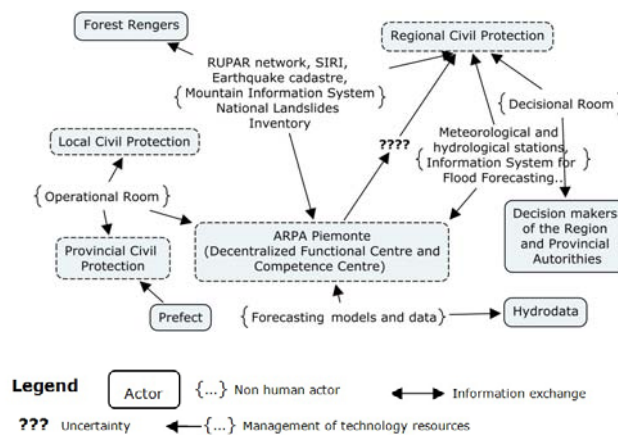 Forest Rengers
Regional Civil Protection
RUPAR network, SIRI,
Earthquake cadastre,
{Mountain Information System}
National Landslides
Inventory
{Decisional Room}
Local Civil Protection
????
Meteorological and
hydrological stations,
{Information System for}
Flood Forecasting..
{Operational Room}
ARPA Piemonte
(Decentralized Functional Centre and
Competence Centre)
Decision makers
of the Region
and Provincial
Autorithies
Provincial Civil
Protection
Prefect
{Forecasting models and data}
Hydrodata
Legend
Actor
{...} Non human actor
Information exchange
??? Uncertainty
{...} Management of technology resources